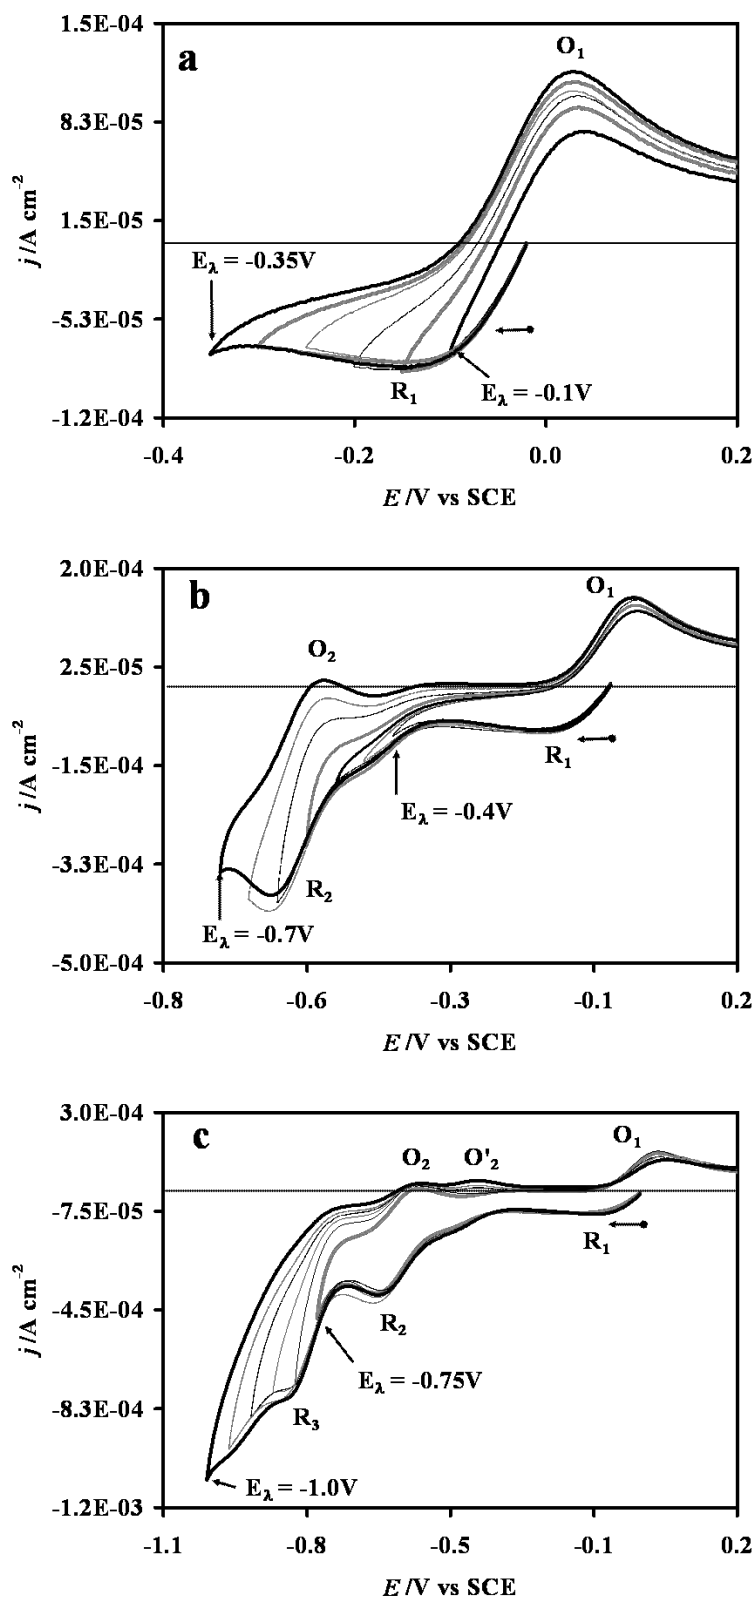 a
O₁
1.5E-04
8.3E-05
1.5E-05
-5.3E-05
-1.2E-04
j /A cm⁻²
Eλ = -0.35V
R₁
Eλ = -0.1V
-0.4 -0.2 0.0 0.2
E /V vs SCE
b
O₁
O₂
2.0E-04
2.5E-05
-1.5E-04
-3.3E-04
-5.0E-04
j /A cm⁻²
R₁
Eλ = -0.4V
R₂
Eλ = -0.7V
-0.8 -0.6 -0.3 -0.1 0.2
E /V vs SCE
c
O₂ O'₂ O₁
3.0E-04
-7.5E-05
-4.5E-04
-8.3E-04
-1.2E-03
j /A cm⁻²
R₁
R₂
Eλ = -0.75V
R₃
Eλ = -1.0V
-1.1 -0.8 -0.5 -0.1 0.2
E /V vs SCE